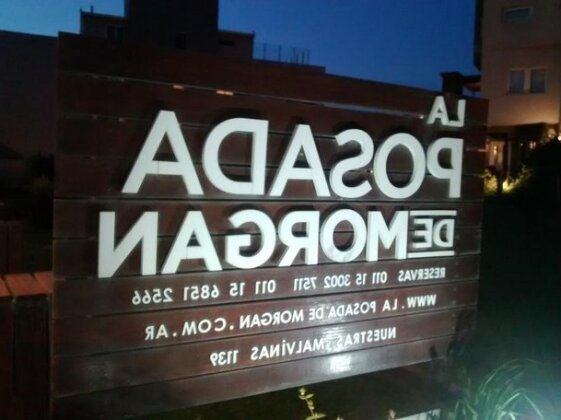 LA
POSADA
DE MORGAN
RESERVAS 011 15 3002 7511 011 15 6851 2566
WWW. LA POSADA DE MORGAN.COM.AR
NUESTRAS MALVINAS 1139